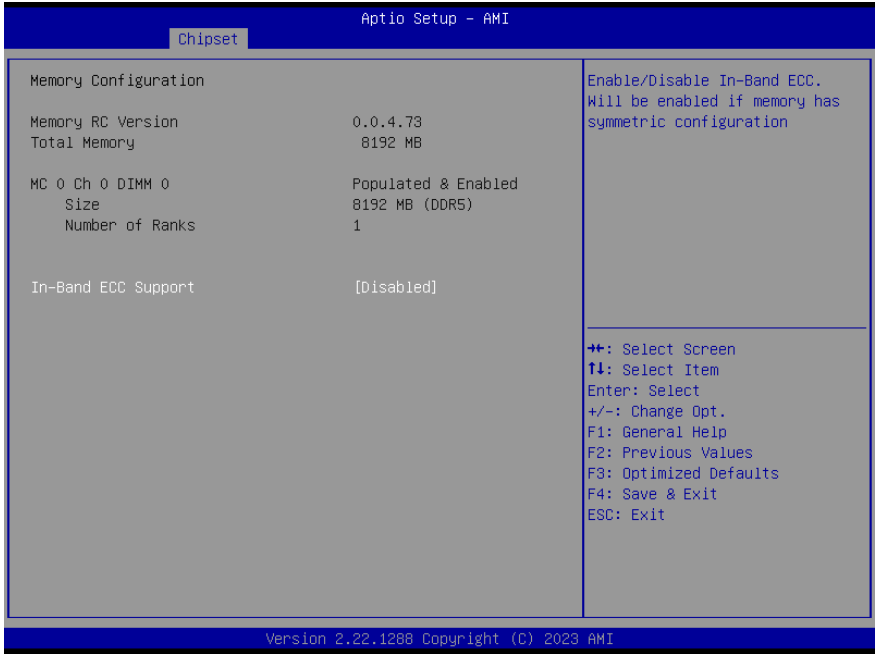 Aptio Setup – AMI
Chipset
Memory Configuration
Memory RC Version 0.0.4.73
Total Memory 8192 MB
MC 0 Ch 0 DIMM 0 Populated & Enabled
Size 8192 MB (DDR5)
Number of Ranks 1
In-Band ECC Support [Disabled]
Enable/Disable In-Band ECC.
Will be enabled if memory has
symmetric configuration
→←: Select Screen
↑↓: Select Item
Enter: Select
+/-: Change Opt.
F1: General Help
F2: Previous Values
F3: Optimized Defaults
F4: Save & Exit
ESC: Exit
Version 2.22.1288 Copyright (C) 2023 AMI